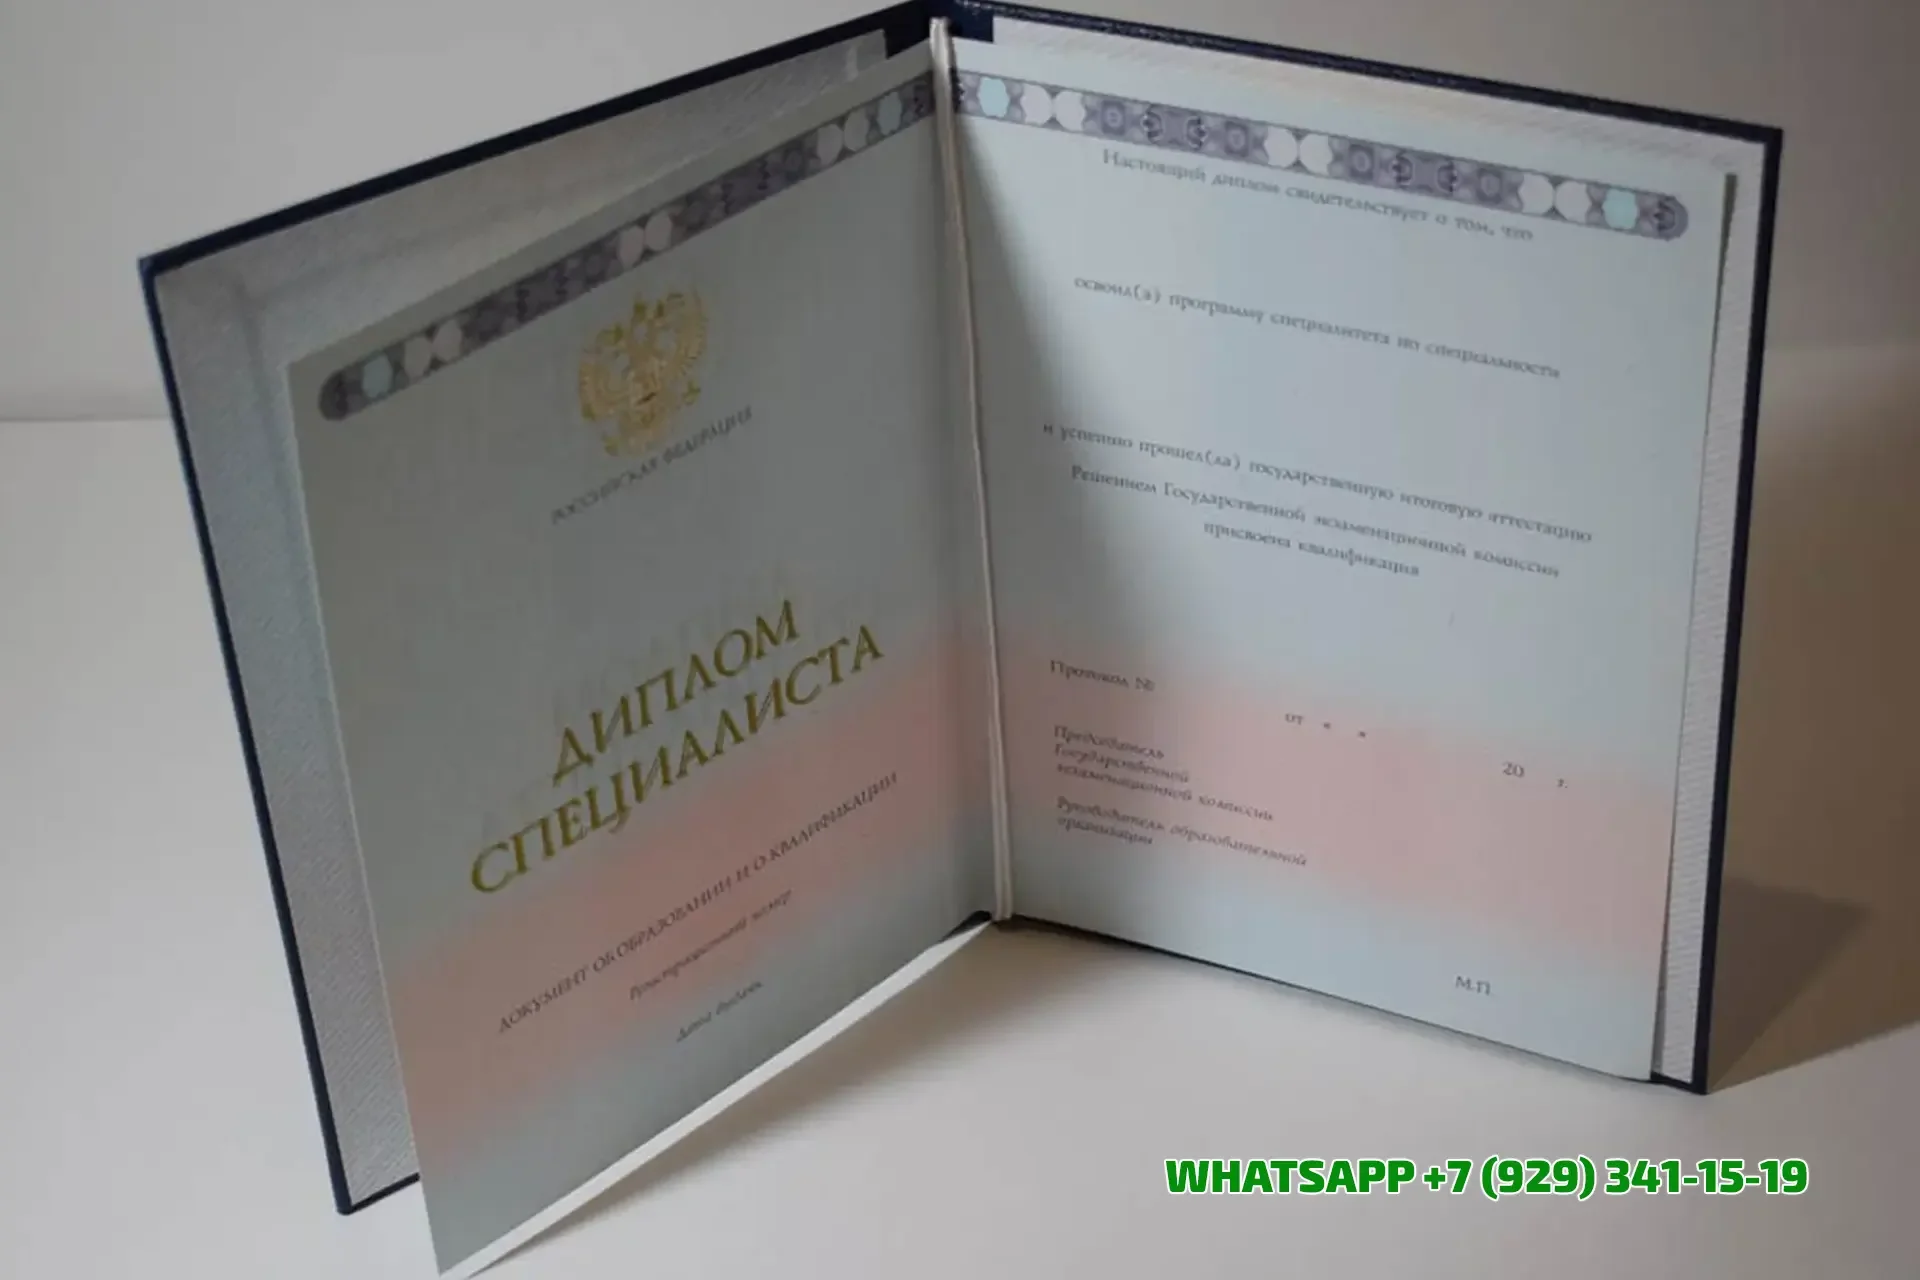 РОССИЙСКАЯ ФЕДЕРАЦИЯ
ДИПЛОМ
СПЕЦИАЛИСТА
ДОКУМЕНТ ОБ ОБРАЗОВАНИИ И О КВАЛИФИКАЦИИ
Регистрационный номер
Дата выдачи
Настоящий диплом свидетельствует о том, что
освоил(а) программу специалитета по специальности
и успешно прошел(ла) государственную итоговую аттестацию
Решением Государственной экзаменационной комиссии
присвоена квалификация
Протокол №
от « » 20 г.
Председатель
Государственной
экзаменационной комиссии
Руководитель образовательной
организации
М.П.
WHATSAPP +7 (929) 341-15-19